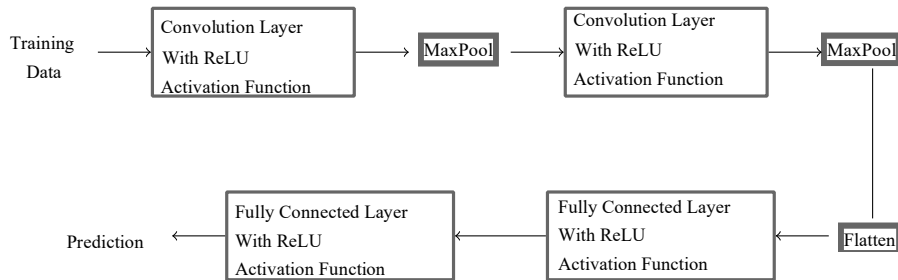 Training
Data
Convolution Layer
With ReLU
Activation Function
MaxPool
Convolution Layer
With ReLU
Activation Function
MaxPool
Flatten
Fully Connected Layer
With ReLU
Activation Function
Fully Connected Layer
With ReLU
Activation Function
Prediction